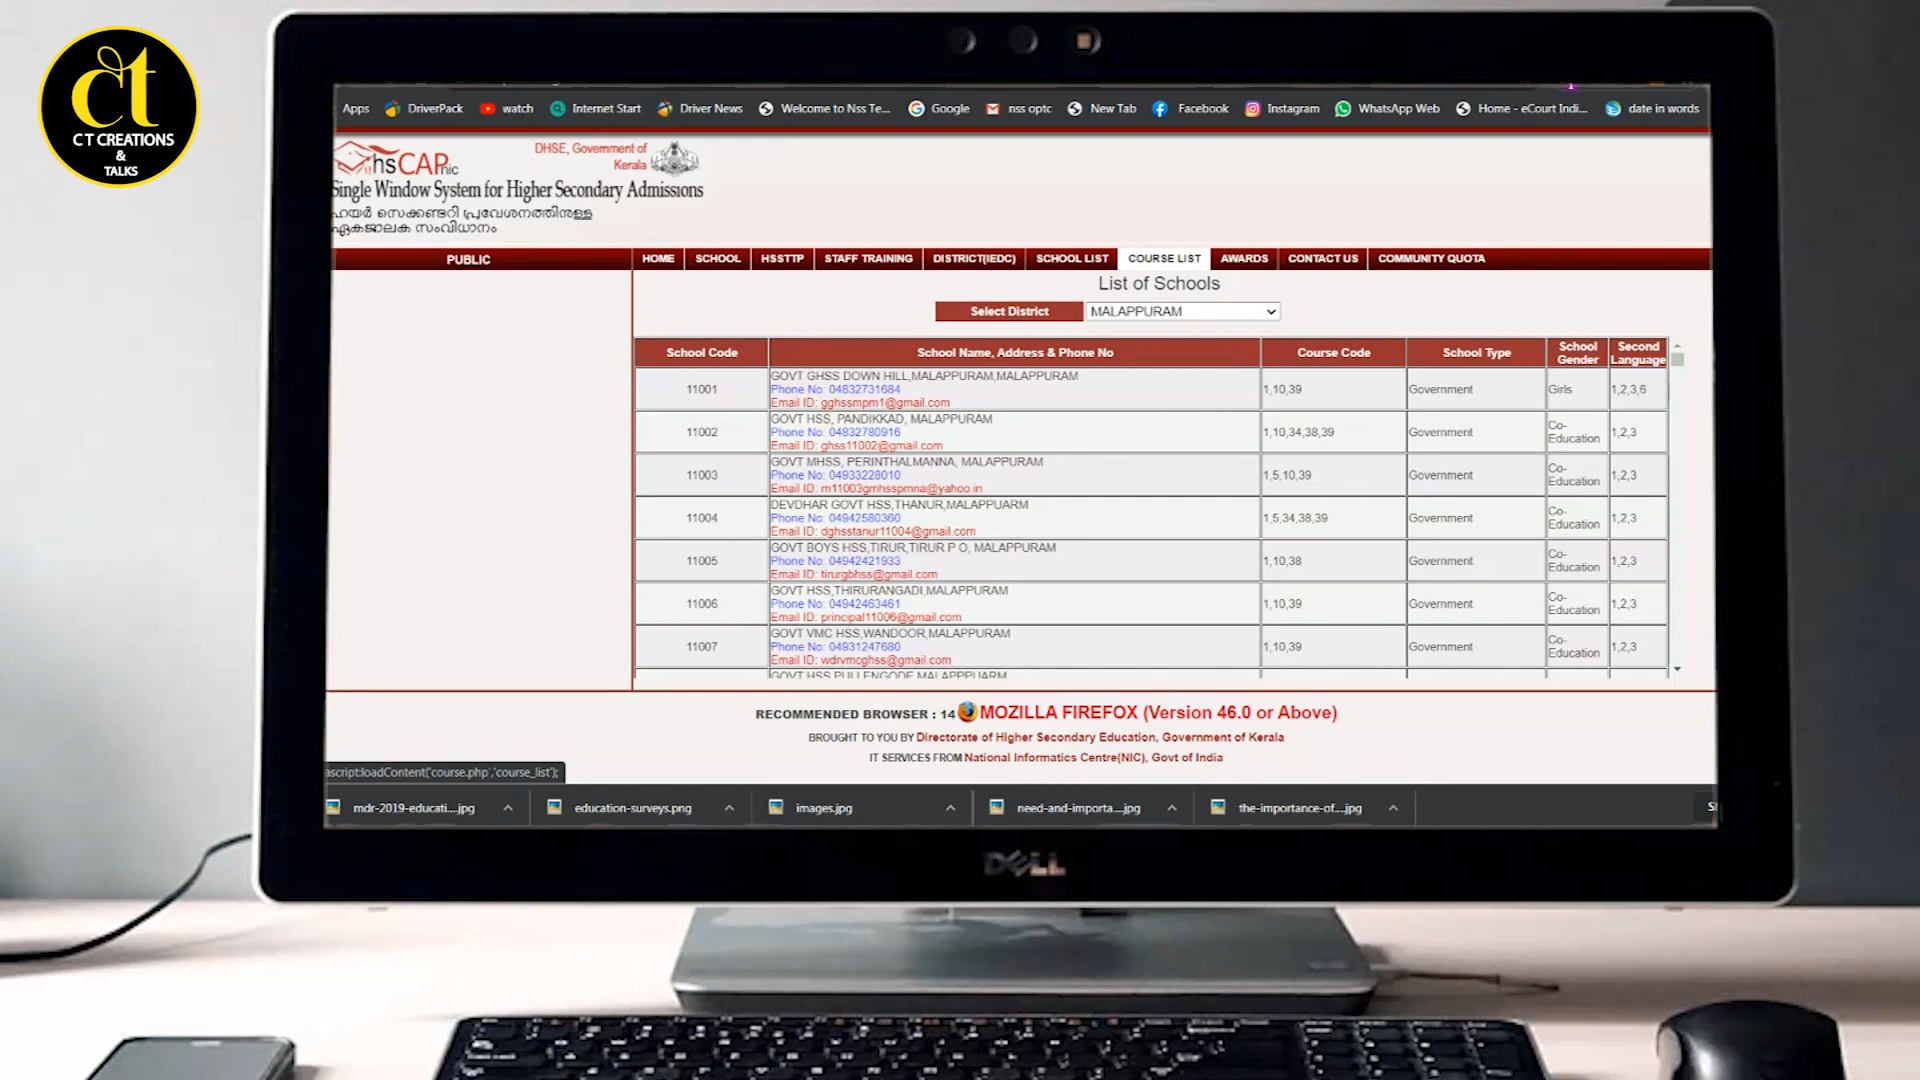 ct
C T CREATIONS
&
TALKS
Apps DriverPack watch Internet Start Driver News Welcome to Nss Te... Google nss optc New Tab Facebook Instagram WhatsApp Web Home - eCourt Indi... date in words
hsCAP nic
DHSE, Government of
Kerala
Single Window System for Higher Secondary Admissions
ഹയർ സെക്കണ്ടറി പ്രവേശനത്തിനുള്ള
ഏകജാലക സംവിധാനം
PUBLIC HOME SCHOOL HSSTTP STAFF TRAINING DISTRICT(IEDC) SCHOOL LIST COURSE LIST AWARDS CONTACT US COMMUNITY QUOTA
List of Schools
Select District MALAPPURAM
School Code School Name, Address & Phone No Course Code School Type School Gender Second Language
11001 GOVT GHSS DOWN HILL,MALAPPURAM,MALAPPURAM
Phone No: 04832731684 1,10,39 Government Girls 1,2,3,6
Email ID: gghssmpm1@gmail.com
11002 GOVT HSS, PANDIKKAD, MALAPPURAM
Phone No: 04832780916 1,10,34,38,39 Government Co-Education 1,2,3
Email ID: ghss11002@gmail.com
11003 GOVT MHSS, PERINTHALMANNA, MALAPPURAM
Phone No: 04933228010 1,5,10,39 Government Co-Education 1,2,3
Email ID: m11003gmhsspmna@yahoo.in
11004 DEVDHAR GOVT HSS,THANUR,MALAPPUARM
Phone No: 04942580360 1,5,34,38,39 Government Co-Education 1,2,3
Email ID: dghsstanur11004@gmail.com
11005 GOVT BOYS HSS,TIRUR,TIRUR P O, MALAPPURAM
Phone No: 04942421933 1,10,38 Government Co-Education 1,2,3
Email ID: tirurgbhss@gmail.com
11006 GOVT HSS,THIRURANGADI,MALAPPURAM
Phone No: 04942463461 1,10,39 Government Co-Education 1,2,3
Email ID: principal11006@gmail.com
11007 GOVT VMC HSS,WANDOOR,MALAPPURAM
Phone No: 04931247680 1,10,39 Government Co-Education 1,2,3
Email ID: wdrvmcghss@gmail.com
GOVT HSS PULLENGODE MALAPPPUARM
RECOMMENDED BROWSER : 14 MOZILLA FIREFOX (Version 46.0 or Above)
BROUGHT TO YOU BY Directorate of Higher Secondary Education, Government of Kerala
IT SERVICES FROM National Informatics Centre(NIC), Govt of India
ascript:loadContent('course.php','course_list');
mdr-2019-educati....jpg education-surveys.png images.jpg need-and-importa....jpg the-importance-of....jpg
DELL